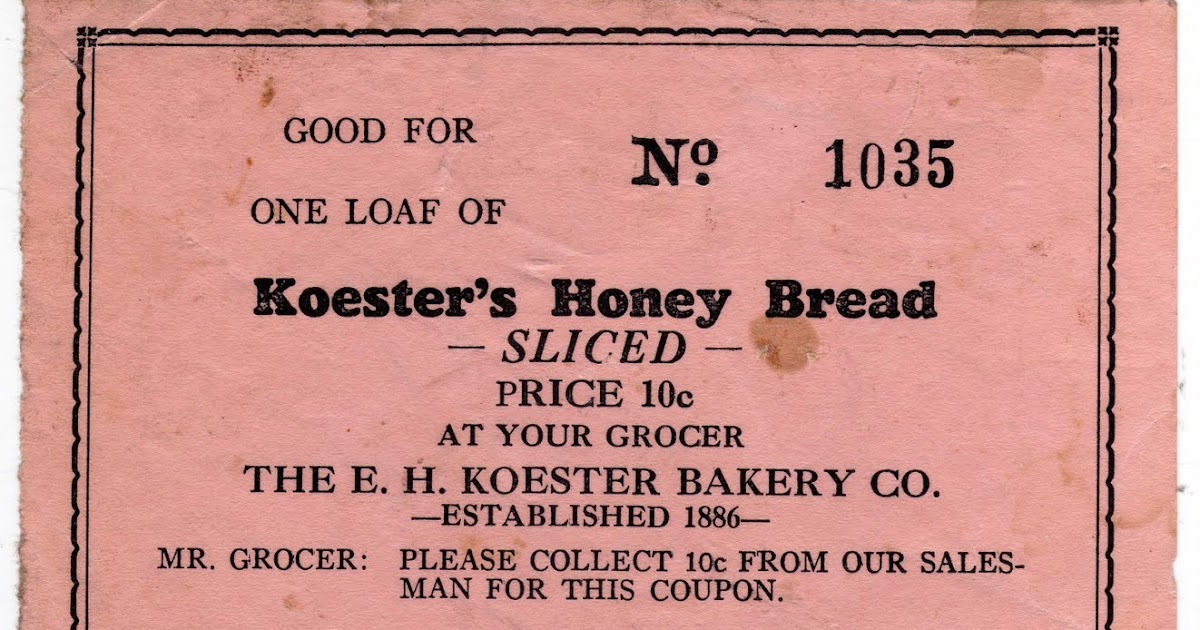 GOOD FOR
Nº 1035
ONE LOAF OF
Koester's Honey Bread
— SLICED —
PRICE 10c
AT YOUR GROCER
THE E. H. KOESTER BAKERY CO.
—ESTABLISHED 1886—
MR. GROCER: PLEASE COLLECT 10c FROM OUR SALES-
MAN FOR THIS COUPON.